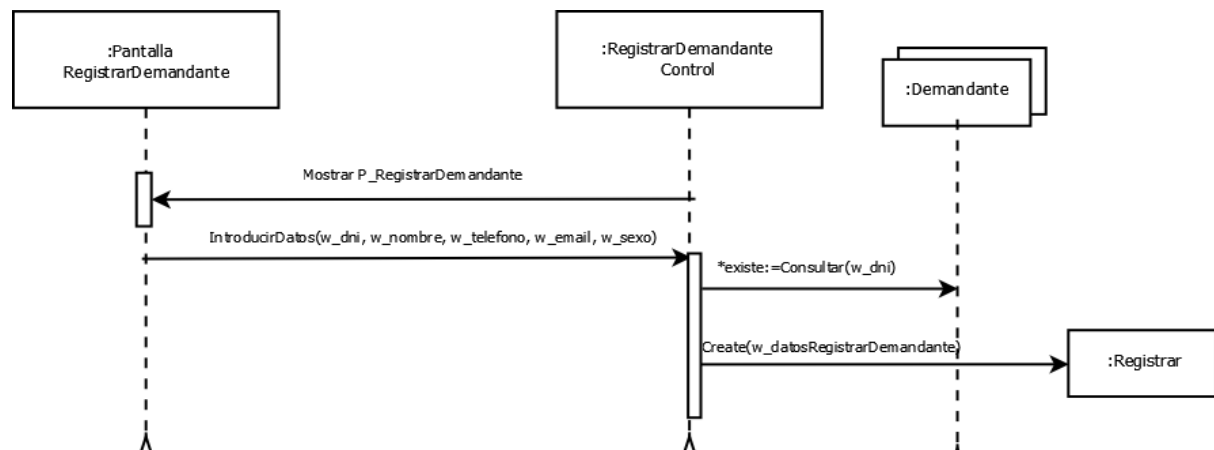 :Pantalla
RegistrarDemandante
:RegistrarDemandante
Control
:Demandante
Mostrar P_RegistrarDemandante
IntroducirDatos(w_dni, w_nombre, w_telefono, w_email, w_sexo)
*existe:=Consultar(w_dni)
Create(w_datosRegistrarDemandante)
:Registrar